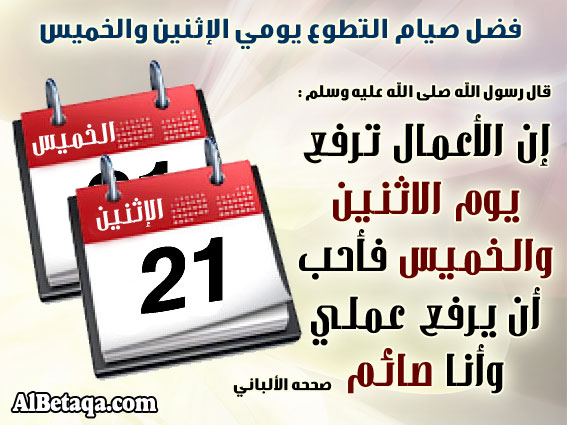 فضل صيام التطوع يومي الإثنين والخميس
قال رسول الله صلى الله عليه وسلم :
إن الأعمال ترفع
يوم الاثنين
والخميس فأحب
أن يرفع عملي
وأنا صائم
صححه الألباني
الخميس
الإثنين
21
AlBetaqa.com